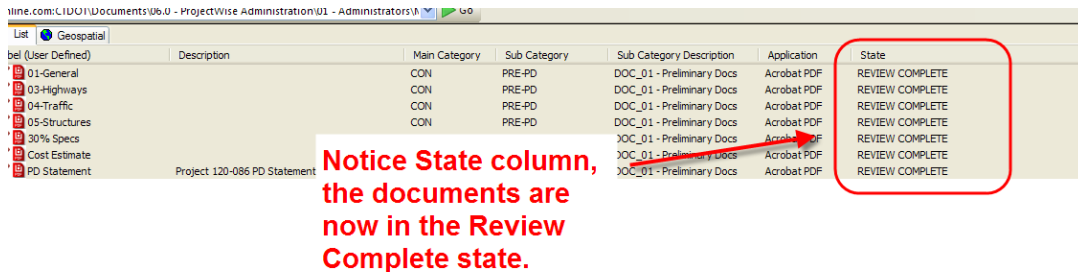 nline.com:CTDOT\Documents\06.0 - ProjectWise Administration\01 - Administrators\ Go
List Geospatial
bel (User Defined) Description Main Category Sub Category Sub Category Description Application State
01-General CON PRE-PD DOC_01 - Preliminary Docs Acrobat PDF REVIEW COMPLETE
03-Highways CON PRE-PD DOC_01 - Preliminary Docs Acrobat PDF REVIEW COMPLETE
04-Traffic CON PRE-PD DOC_01 - Preliminary Docs Acrobat PDF REVIEW COMPLETE
05-Structures CON PRE-PD DOC_01 - Preliminary Docs Acrobat PDF REVIEW COMPLETE
30% Specs DOC_01 - Preliminary Docs Acrobat PDF REVIEW COMPLETE
Cost Estimate DOC_01 - Preliminary Docs Acrobat PDF REVIEW COMPLETE
PD Statement Project 120-086 PD Statement DOC_01 - Preliminary Docs Acrobat PDF REVIEW COMPLETE
Notice State column,
the documents are
now in the Review
Complete state.